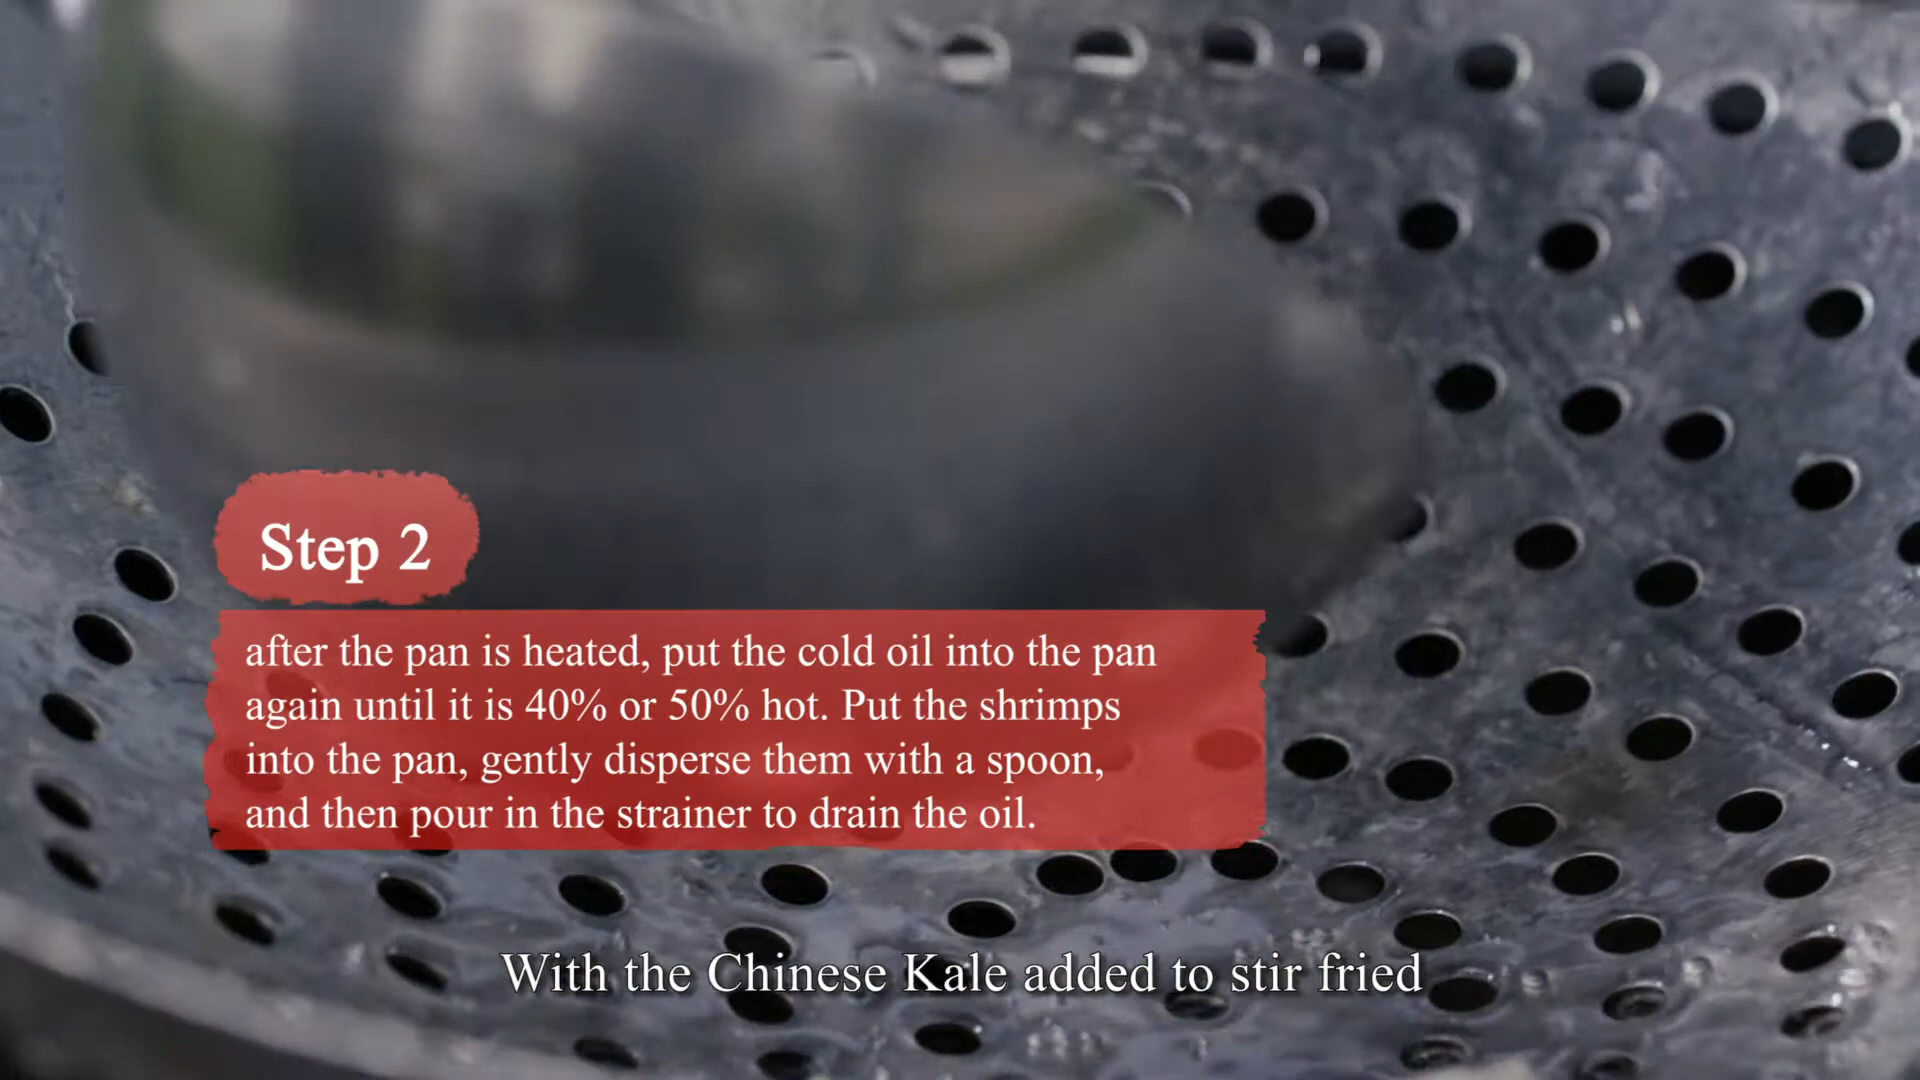 Step 2
after the pan is heated, put the cold oil into the pan
again until it is 40% or 50% hot. Put the shrimps
into the pan, gently disperse them with a spoon,
and then pour in the strainer to drain the oil.
With the Chinese Kale added to stir fried